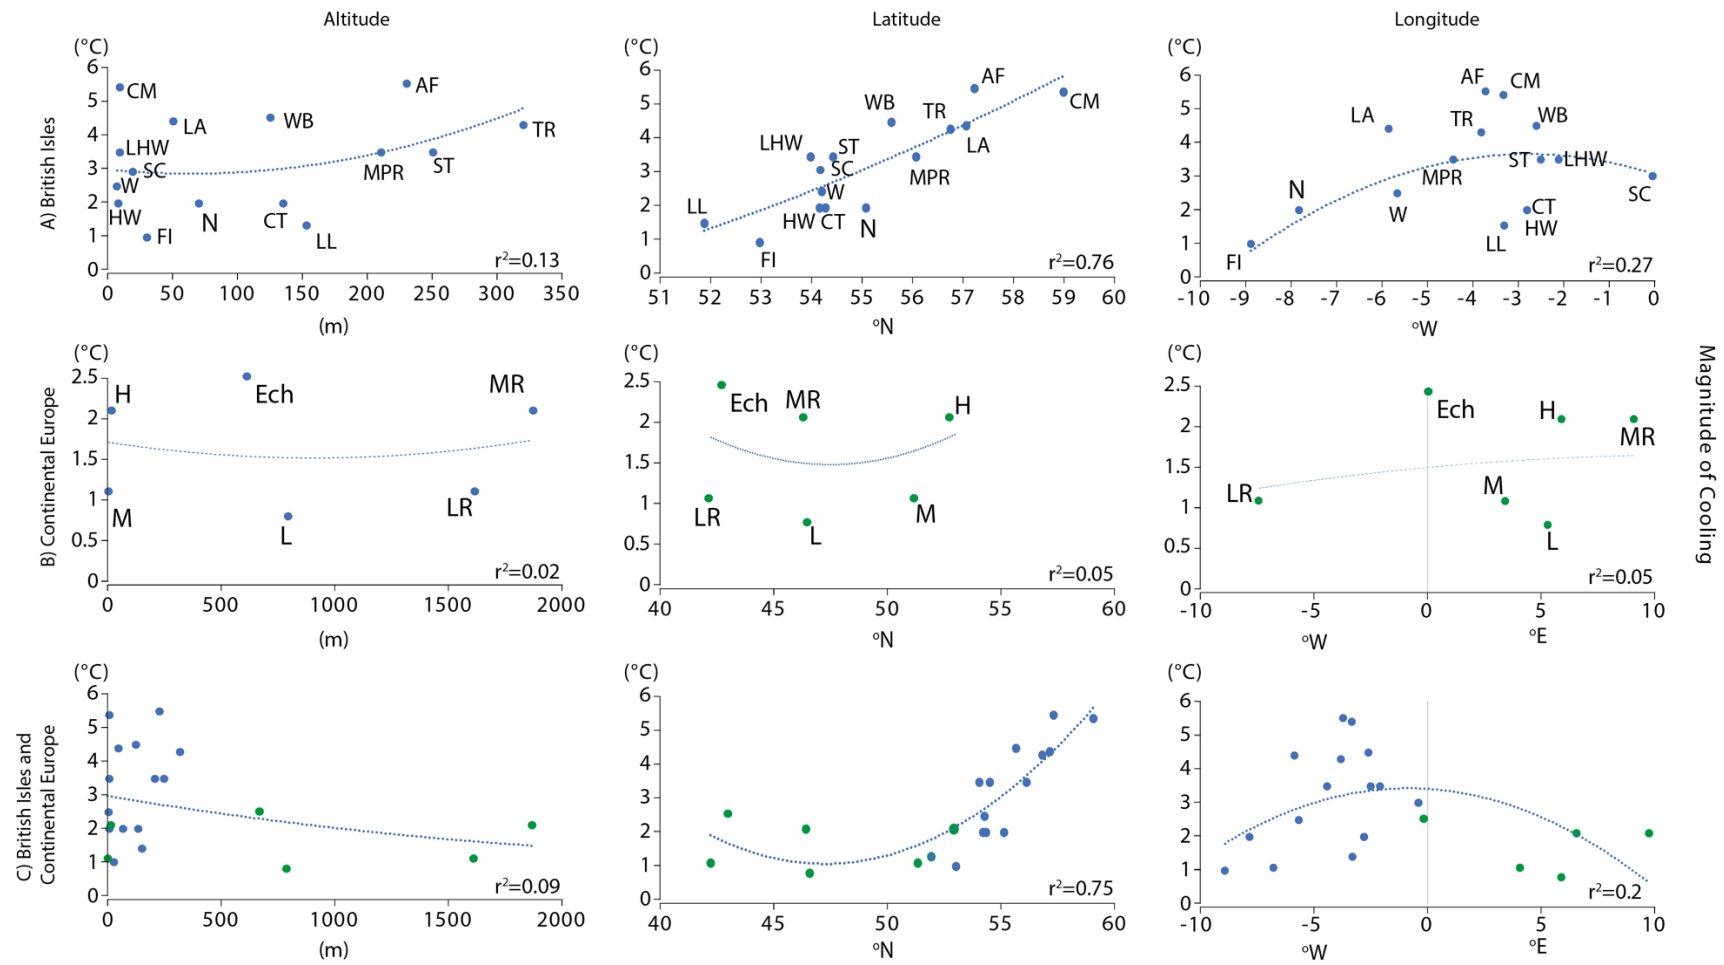 Altitude
Latitude
Longitude
A) British Isles
(°C)
6
5
4
3
2
1
0
CM
LA
WB
AF
TR
LHW
SC
W
HW
FI
N
CT
LL
MPR
ST
r²=0.13
0 50 100 150 200 250 300 350
(m)
(°C)
6
5
4
3
2
1
0
AF
CM
WB
TR
LA
LHW
ST
SC
MPR
W
LL
HW CT
N
FI
r²=0.76
51 52 53 54 55 56 57 58 59 60
°N
(°C)
6
5
4
3
2
1
0
AF
CM
LA
TR
WB
ST
LHW
MPR
SC
N
W
CT
HW
LL
FI
r²=0.27
-10 -9 -8 -7 -6 -5 -4 -3 -2 -1 0
°W
Magnitude of Cooling
B) Continental Europe
(°C)
2.5
2
1.5
1
0.5
0
H
Ech
MR
M
L
LR
r²=0.02
0 500 1000 1500 2000
(m)
(°C)
2.5
2
1.5
1
0.5
0
Ech
MR
H
LR
L
M
r²=0.05
40 45 50 55 60
°N
(°C)
2.5
2
1.5
1
0.5
0
Ech
H
MR
LR
M
L
r²=0.05
-10 -5 0 5 10
°W
°E
C) British Isles and
Continental Europe
(°C)
6
5
4
3
2
1
0
r²=0.09
0 500 1000 1500 2000
(m)
(°C)
6
5
4
3
2
1
0
r²=0.75
40 45 50 55 60
°N
(°C)
6
5
4
3
2
1
0
r²=0.2
-10 -5 0 5 10
°W
°E